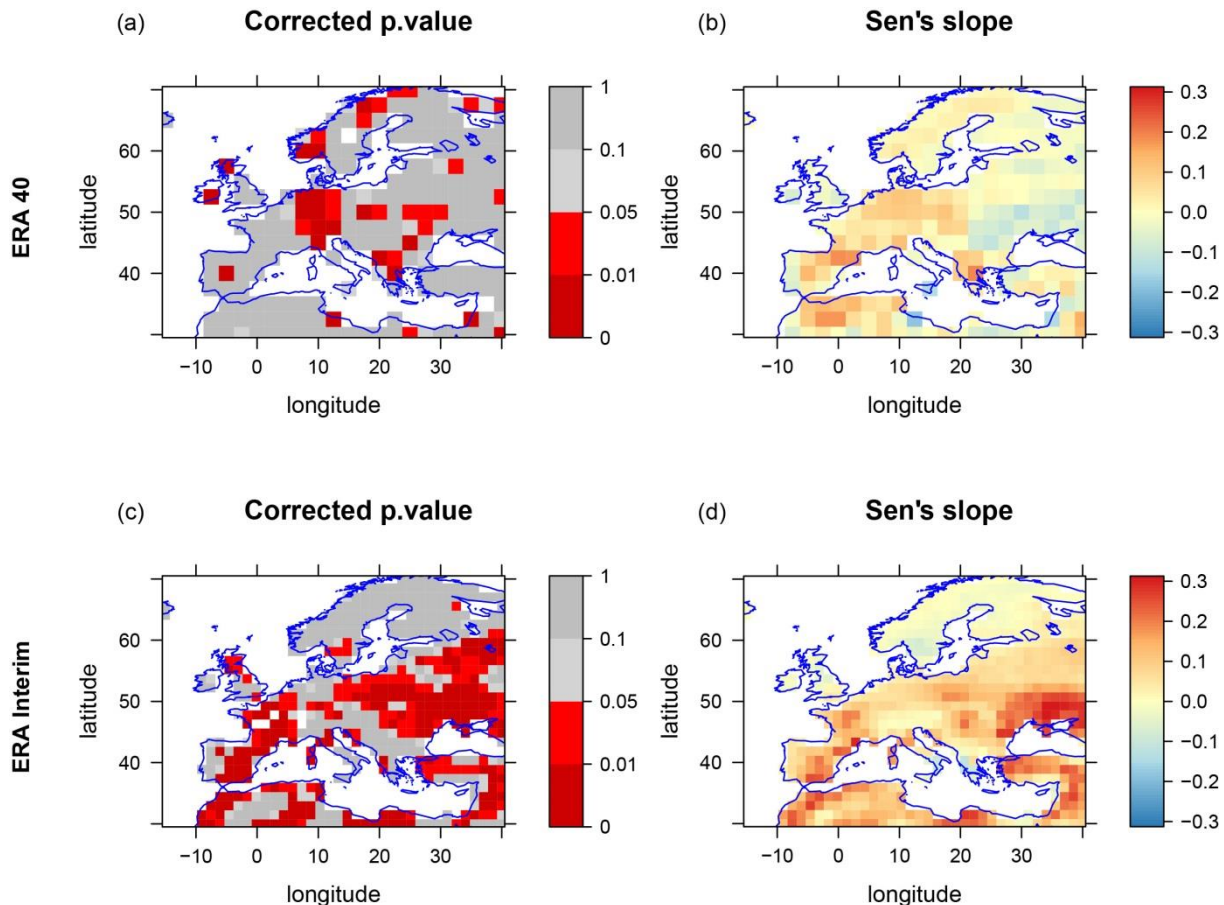 (a) Corrected p.value
(b) Sen's slope
ERA 40
latitude
60
50
40
−10 0 10 20 30
longitude
1
0.1
0.05
0.01
0
latitude
60
50
40
−10 0 10 20 30
longitude
0.3
0.2
0.1
0.0
−0.1
−0.2
−0.3
(c) Corrected p.value
(d) Sen's slope
ERA Interim
latitude
60
50
40
−10 0 10 20 30
longitude
1
0.1
0.05
0.01
0
latitude
60
50
40
−10 0 10 20 30
longitude
0.3
0.2
0.1
0.0
−0.1
−0.2
−0.3